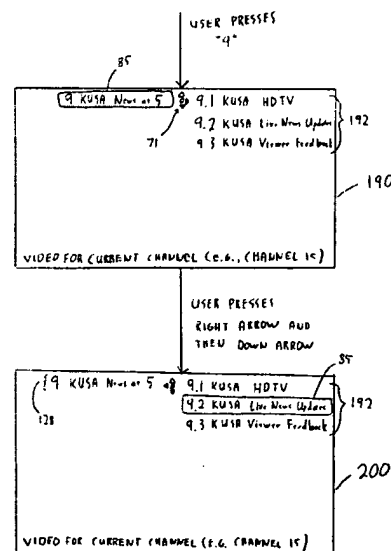 USER PRESSES
"9"
85
9 KUSA News at 5 9.1 KUSA HDTV
9.2 KUSA Live News Updates
9.3 KUSA Viewer Feedback
192
71
190
VIDEO FOR CURRENT CHANNEL (E.G., CHANNEL 15)
USER PRESSES
RIGHT ARROW AND
THEN DOWN ARROW
85
9 KUSA News at 5 9.1 KUSA HDTV
9.2 KUSA Live News Updates
9.3 KUSA Viewer Feedback
192
128
200
VIDEO FOR CURRENT CHANNEL (E.G. CHANNEL 15)